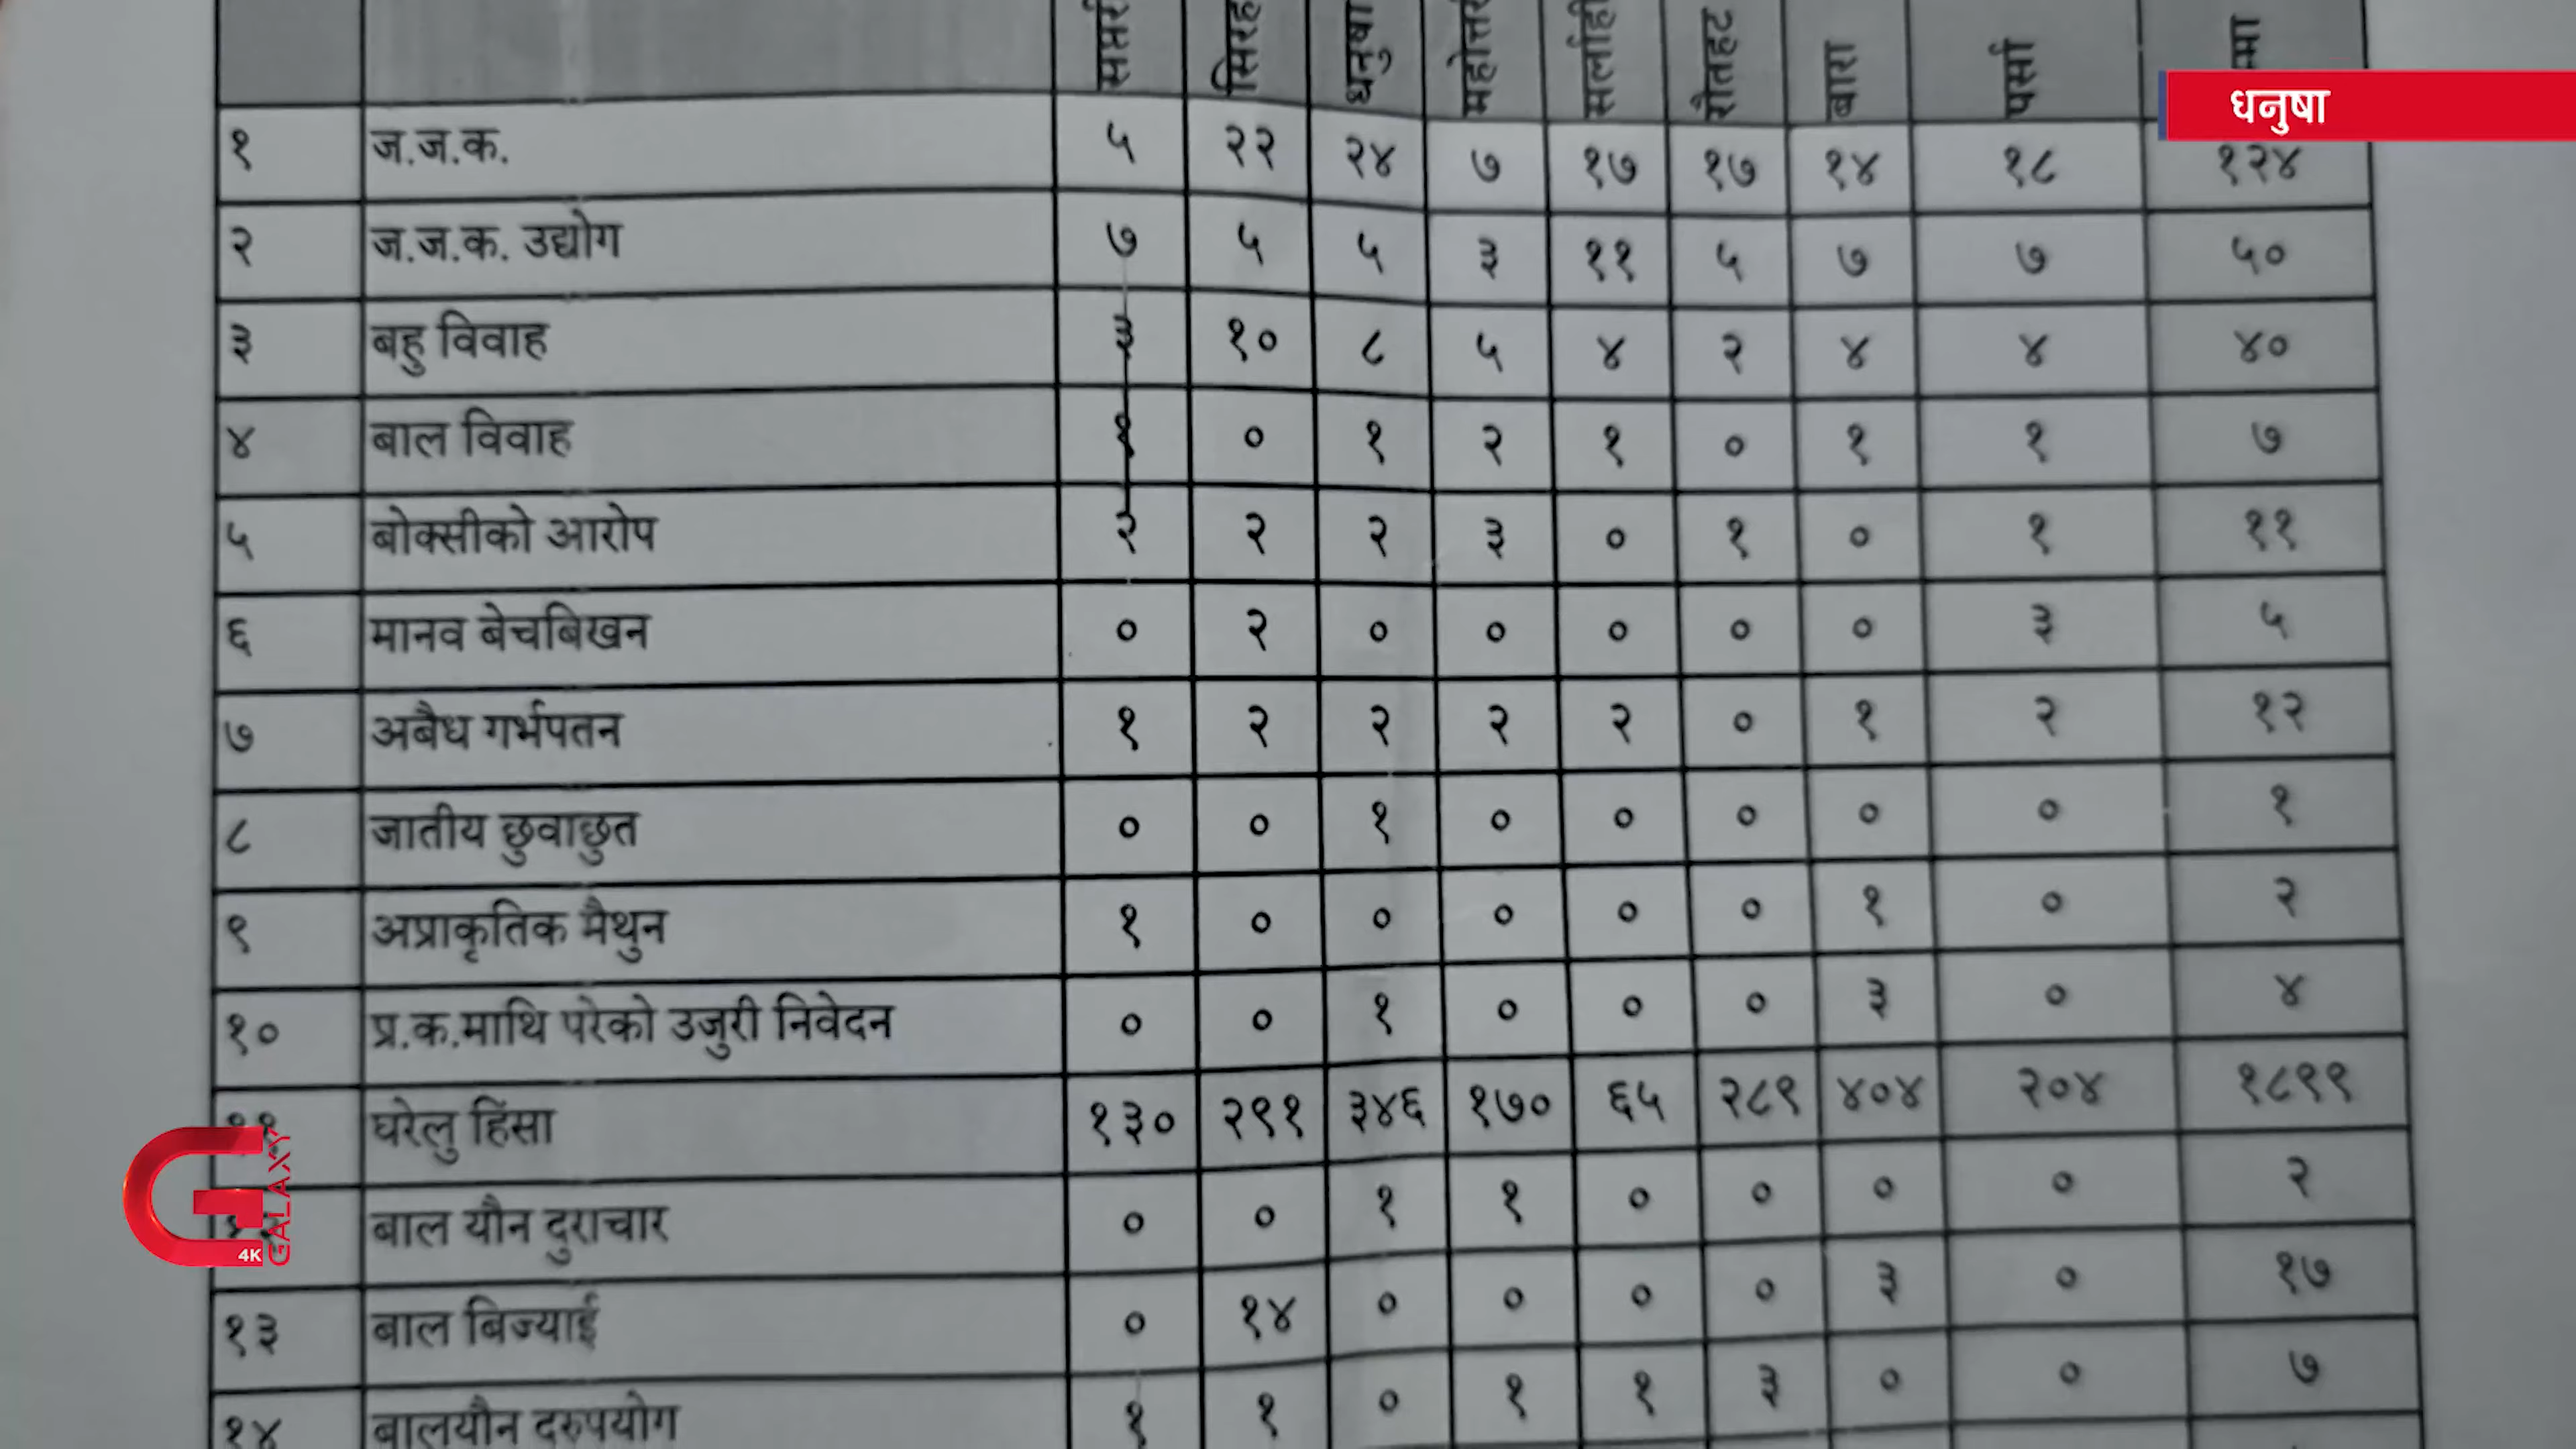 सप्तरी सिरहा धनुषा महोत्तरी सर्लाही रौतहट बारा पर्सा
धनुषा
१ ज.ज.क. ५ २२ २४ ७ १७ १७ १४ १८ १२४
२ ज.ज.क. उद्योग ७ ५ ५ ३ ११ ५ ७ ७ ५०
३ बहु विवाह ३ १० ८ ५ ४ २ ४ ४ ४०
४ बाल विवाह १ ० १ २ १ ० १ १ ७
५ बोक्सीको आरोप २ २ २ ३ ० १ ० १ ११
६ मानव बेचबिखन ० २ ० ० ० ० ० ३ ५
७ अबैध गर्भपतन १ २ २ २ २ ० १ २ १२
८ जातीय छुवाछुत ० ० १ ० ० ० ० ० १
९ अप्राकृतिक मैथुन १ ० ० ० ० ० १ ० २
१० प्र.क.माथि परेको उजुरी निवेदन ० ० १ ० ० ० ३ ० ४
११ घरेलु हिंसा १३० २९१ ३४६ १७० ६५ २८९ ४०४ २०४ १८९९
बाल यौन दुराचार ० ० १ १ ० ० ० ० २
१३ बाल बिज्याई ० १४ ० ० ० ० ३ ० १७
१४ बालयौन दरुपयोग १ १ ० १ १ ३ ० ० ७
GALAXY
4K